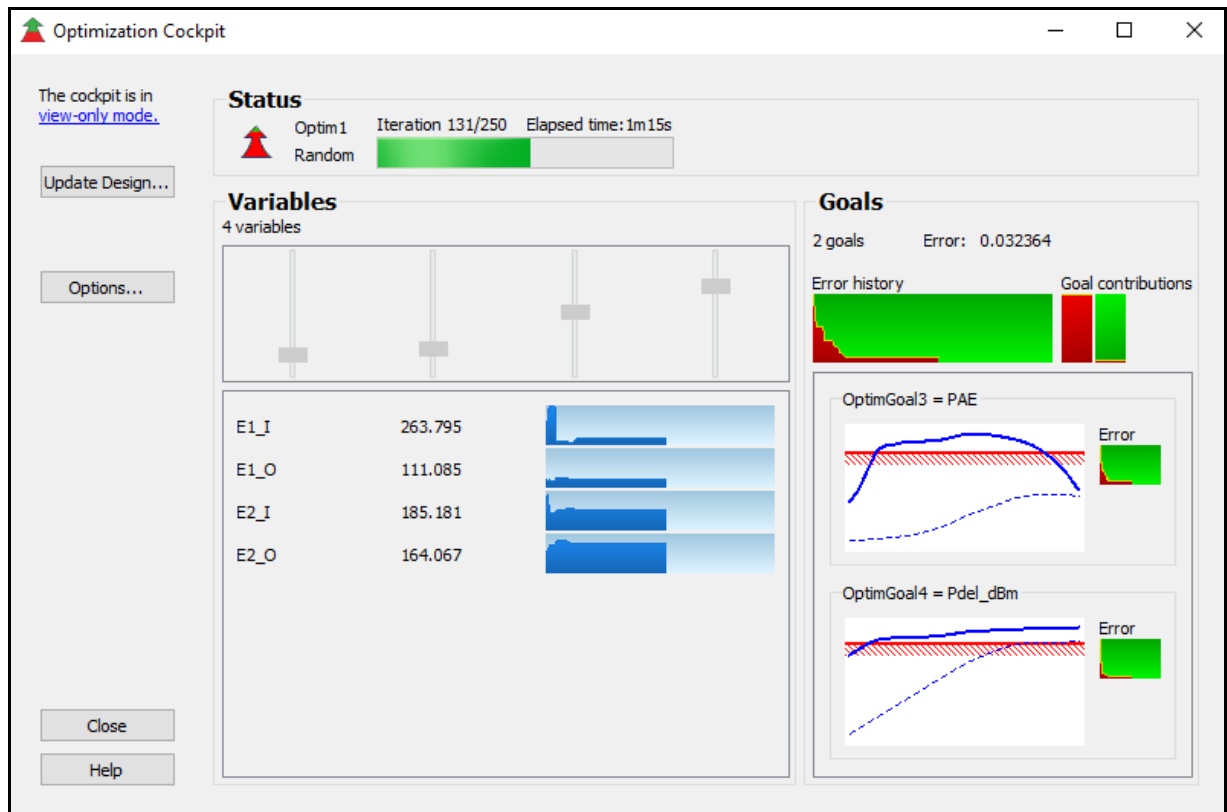 Optimization Cockpit
The cockpit is in
view-only mode.
Update Design...
Options...
Close
Help
Status
Optim1
Random
Iteration 131/250 Elapsed time:1m15s
Variables
4 variables
E1_I 263.795
E1_O 111.085
E2_I 185.181
E2_O 164.067
Goals
2 goals Error: 0.032364
Error history Goal contributions
OptimGoal3 = PAE
Error
OptimGoal4 = Pdel_dBm
Error